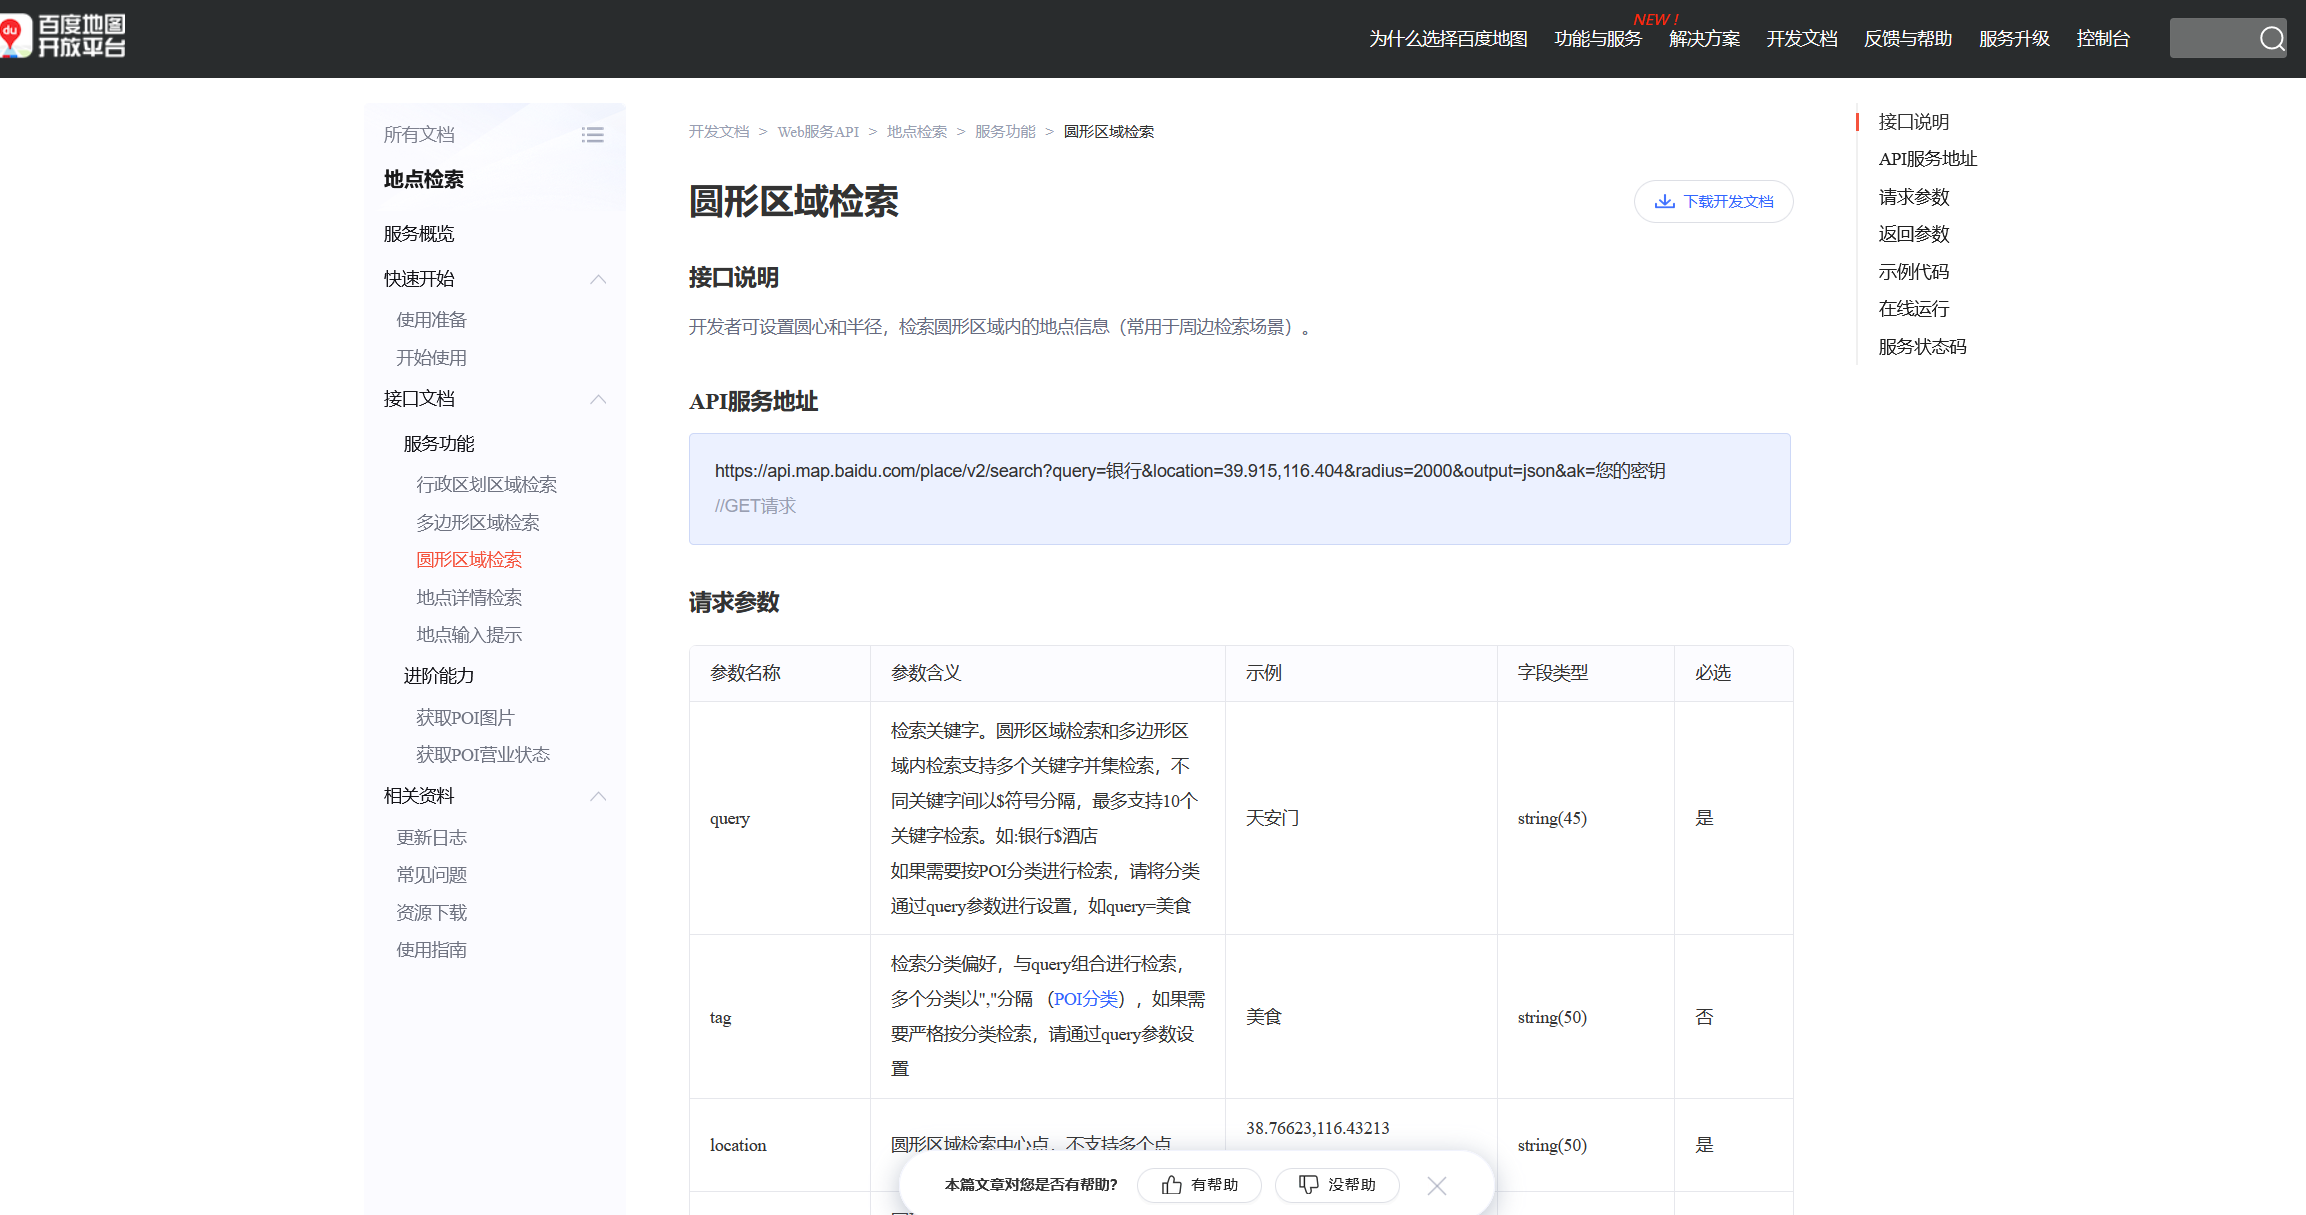 du 百度地图
开放平台
为什么选择百度地图 功能与服务 NEW! 解决方案 开发文档 反馈与帮助 服务升级 控制台
所有文档
地点检索
服务概览
快速开始
使用准备
开始使用
接口文档
服务功能
行政区划区域检索
多边形区域检索
圆形区域检索
地点详情检索
地点输入提示
进阶能力
获取POI图片
获取POI营业状态
相关资料
更新日志
常见问题
资源下载
使用指南
开发文档 > Web服务API > 地点检索 > 服务功能 > 圆形区域检索
圆形区域检索
下载开发文档
接口说明
开发者可设置圆心和半径，检索圆形区域内的地点信息（常用于周边检索场景）。
API服务地址
https://api.map.baidu.com/place/v2/search?query=银行&location=39.915,116.404&radius=2000&output=json&ak=您的密钥
//GET请求
请求参数
参数名称 参数含义 示例 字段类型 必选
query
检索关键字。圆形区域检索和多边形区
域内检索支持多个关键字并集检索，不
同关键字间以$符号分隔，最多支持10个
关键字检索。如:银行$酒店
如果需要按POI分类进行检索，请将分类
通过query参数进行设置，如query=美食
天安门
string(45)
是
tag
检索分类偏好，与query组合进行检索，
多个分类以","分隔 （POI分类），如果需
要严格按分类检索，请通过query参数设
置
美食
string(50)
否
location
圆形区域检索中心点，不支持多个点
38.76623,116.43213
string(50)
是
本篇文章对您是否有帮助? 有帮助 没帮助
接口说明
API服务地址
请求参数
返回参数
示例代码
在线运行
服务状态码